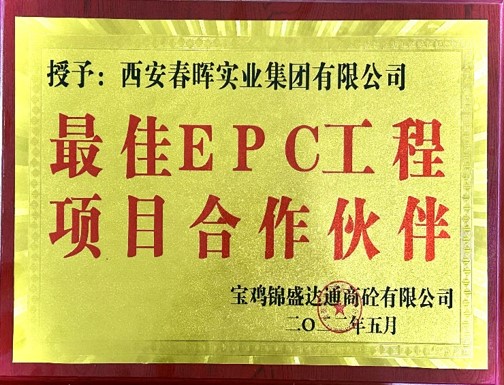 授予：西安春晖实业集团有限公司
最佳EPC工程
项目合作伙伴
宝鸡锦盛达通商砼有限公司
二〇二二年五月